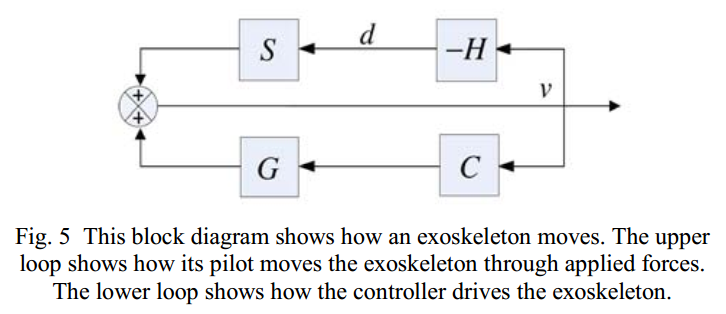 S
d
−H
+
+
v
G
C
Fig. 5 This block diagram shows how an exoskeleton moves. The upper
loop shows how its pilot moves the exoskeleton through applied forces.
The lower loop shows how the controller drives the exoskeleton.